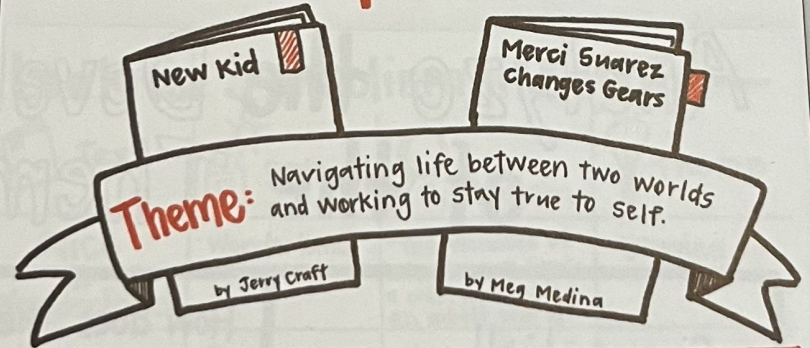 New Kid
Merci Suarez
Changes Gears
Theme:
Navigating life between two worlds
and working to stay true to self.
by Jerry Craft
by Meg Medina